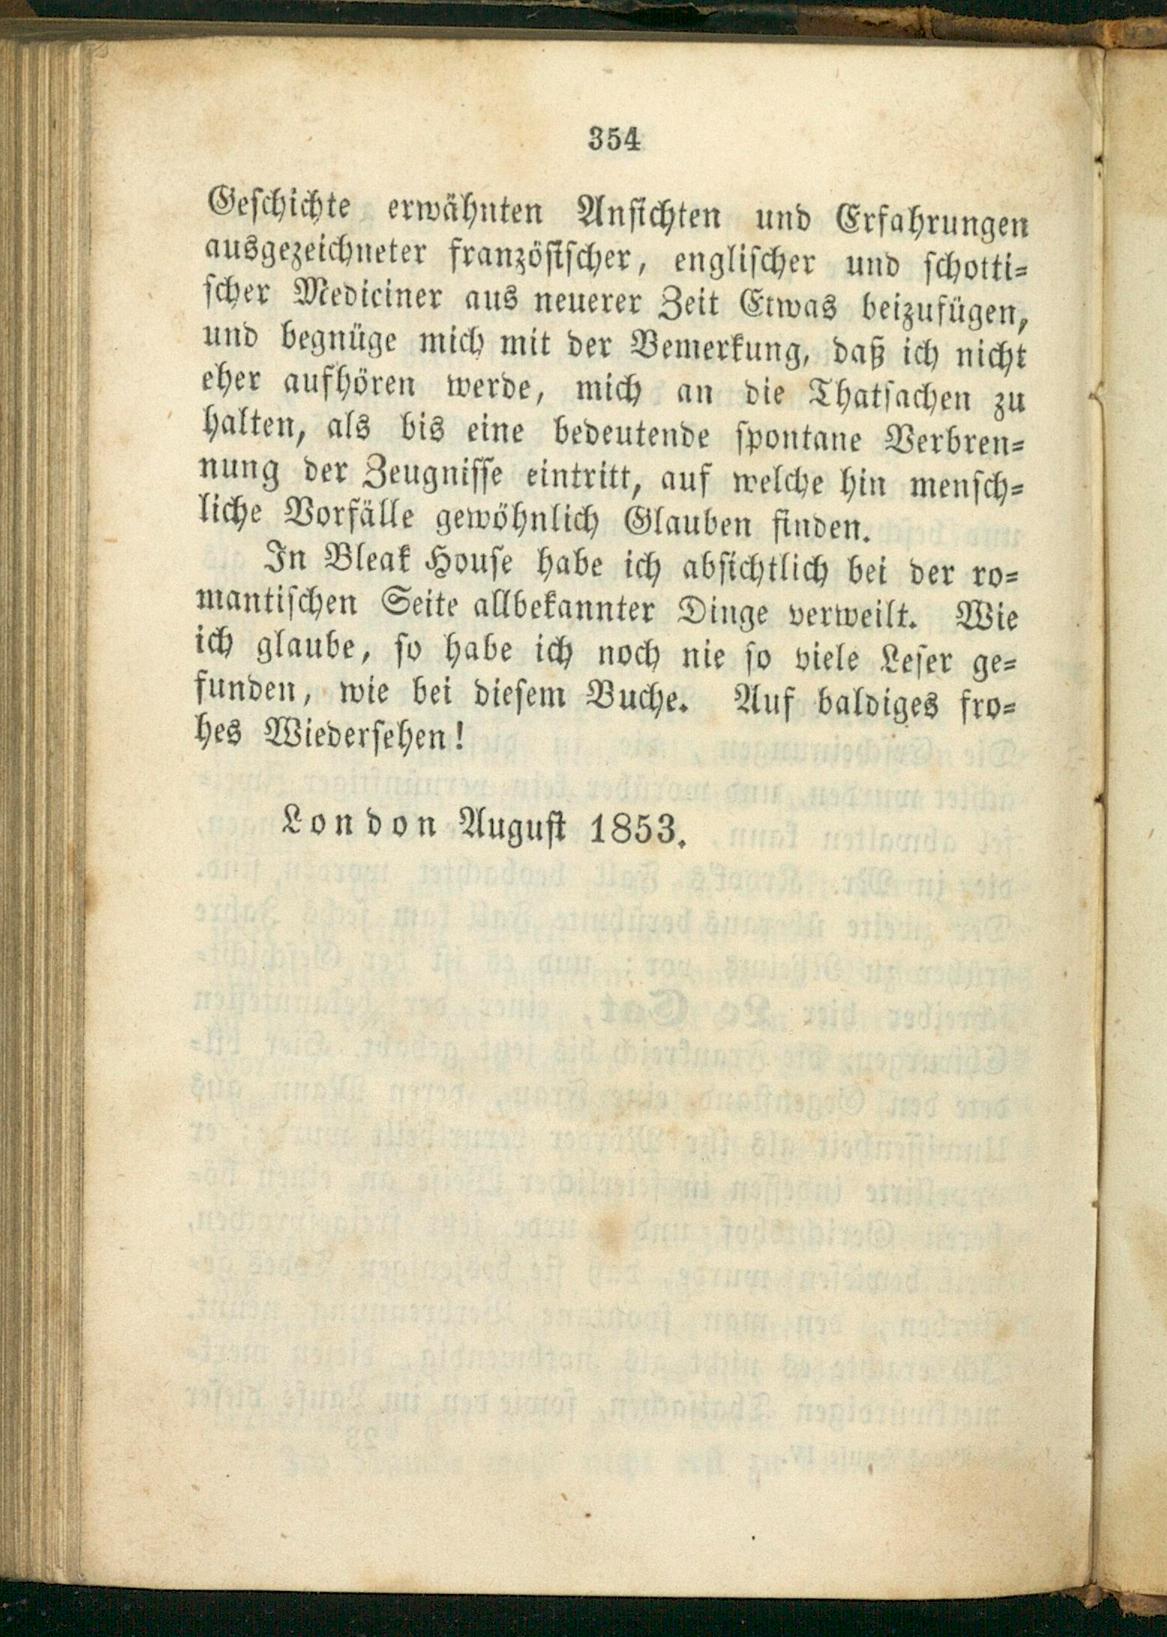 354
Geschichte erwähnten Ansichten und Erfahrungen
ausgezeichneter französischer, englischer und schotti=
scher Mediciner aus neuerer Zeit Etwas beizufügen,
und begnüge mich mit der Bemerkung, daß ich nicht
eher aufhören werde, mich an die Thatsachen zu
halten, als bis eine bedeutende spontane Verbren=
nung der Zeugnisse eintritt, auf welche hin mensch=
liche Vorfälle gewöhnlich Glauben finden.
In Bleak House habe ich absichtlich bei der ro=
mantischen Seite allbekannter Dinge verweilt. Wie
ich glaube, so habe ich noch nie so viele Leser ge=
funden, wie bei diesem Buche. Auf baldiges fro=
hes Wiedersehen!
London August 1853.